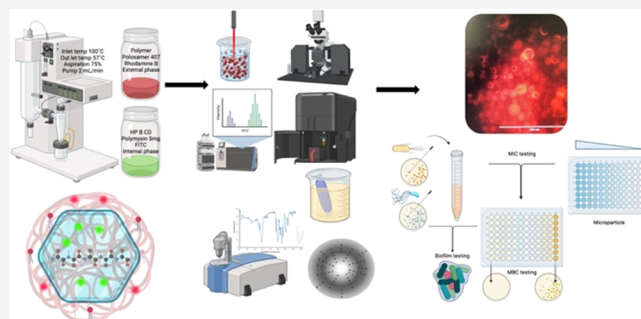 Inlet temp 100°C
Out let temp 57°C
Aspiration 75%
Pump 2 mL/min
Polymer
Poloxamer 407
Rhodamine B
External phase
HP B CD
Polymyxin 5mg
FITC
Internal phase
Intensity
MIC testing
Microparticle
Biofilm testing
MBC testing